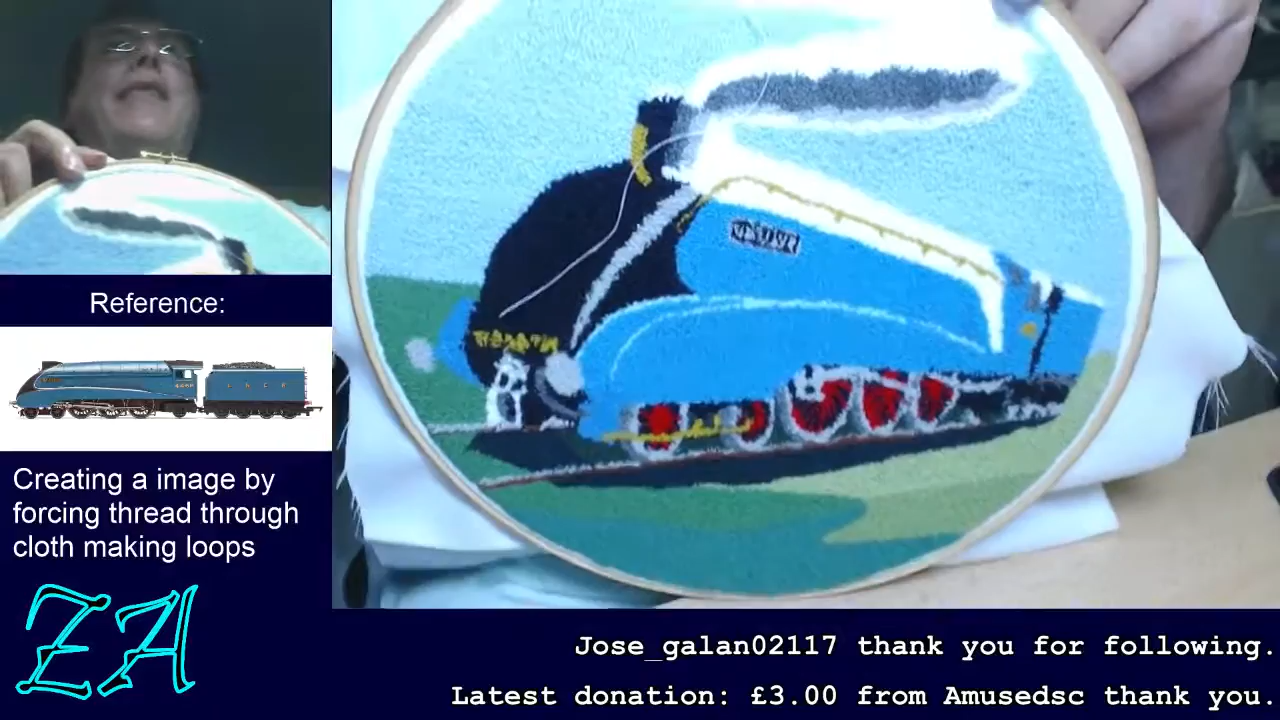 Reference:
Creating a image by
forcing thread through
cloth making loops
ZA
Jose_galan02117 thank you for following.
Latest donation: £3.00 from Amusedsc thank you.